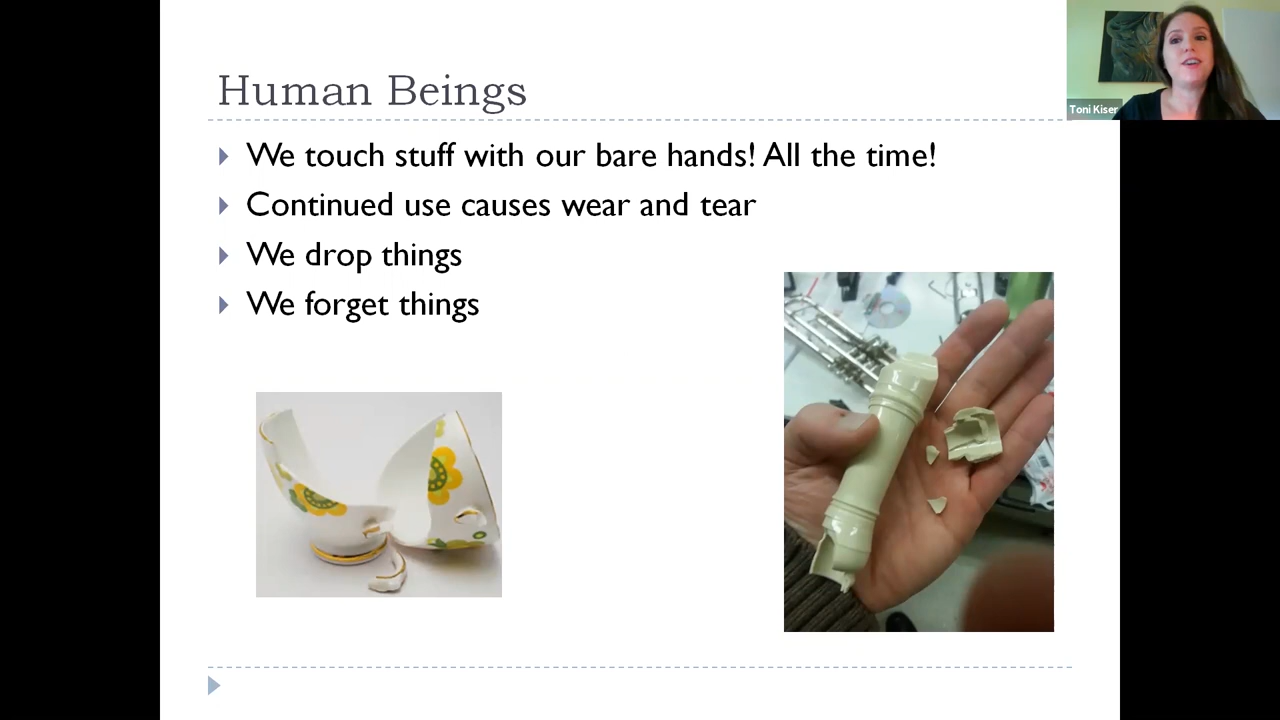 Human Beings
We touch stuff with our bare hands! All the time!
Continued use causes wear and tear
We drop things
We forget things
Toni Kiser